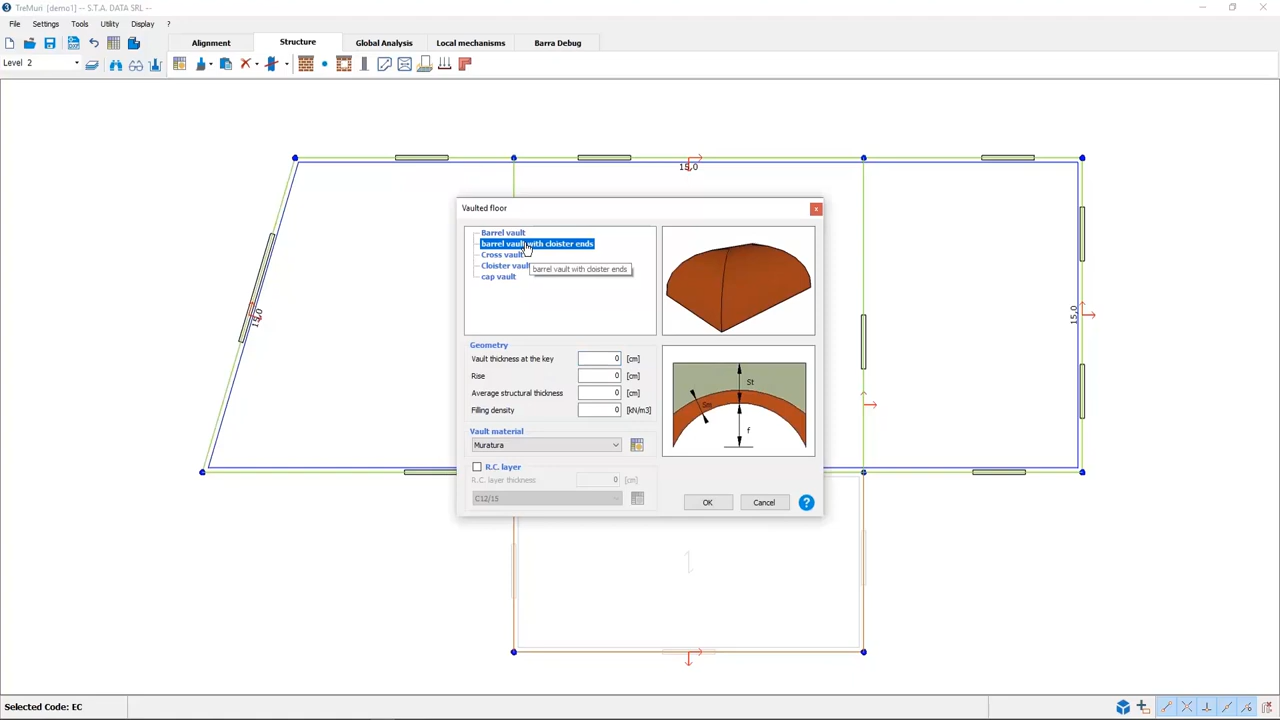 TreMuri [demo1] -- S.T.A. DATA SRL --
File Settings Tools Utility Display ?
Alignment Structure Global Analysis Local mechanisms Barra Debug
Level 2
15,0
Vaulted floor
Barrel vault
barrel vault with cloister ends
Cross vault
Cloister vault
barrel vault with cloister ends
cap vault
15,0
15,0
Geometry
Vault thickness at the key 0 [cm]
Rise 0 [cm]
Average structural thickness 0 [cm]
Filling density 0 [kN/m3]
St
Sm
f
Vault material
Muratura
R.C. layer
R.C. layer thickness 0 [cm]
C12/15
OK Cancel ?
1
Selected Code: EC